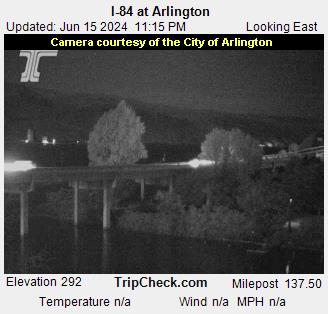 I-84 at Arlington
Updated: Jun 15 2024 11:15 PM Looking East
Camera courtesy of the City of Arlington
Elevation 292 TripCheck.com Milepost 137.50
Temperature n/a Wind n/a MPH n/a